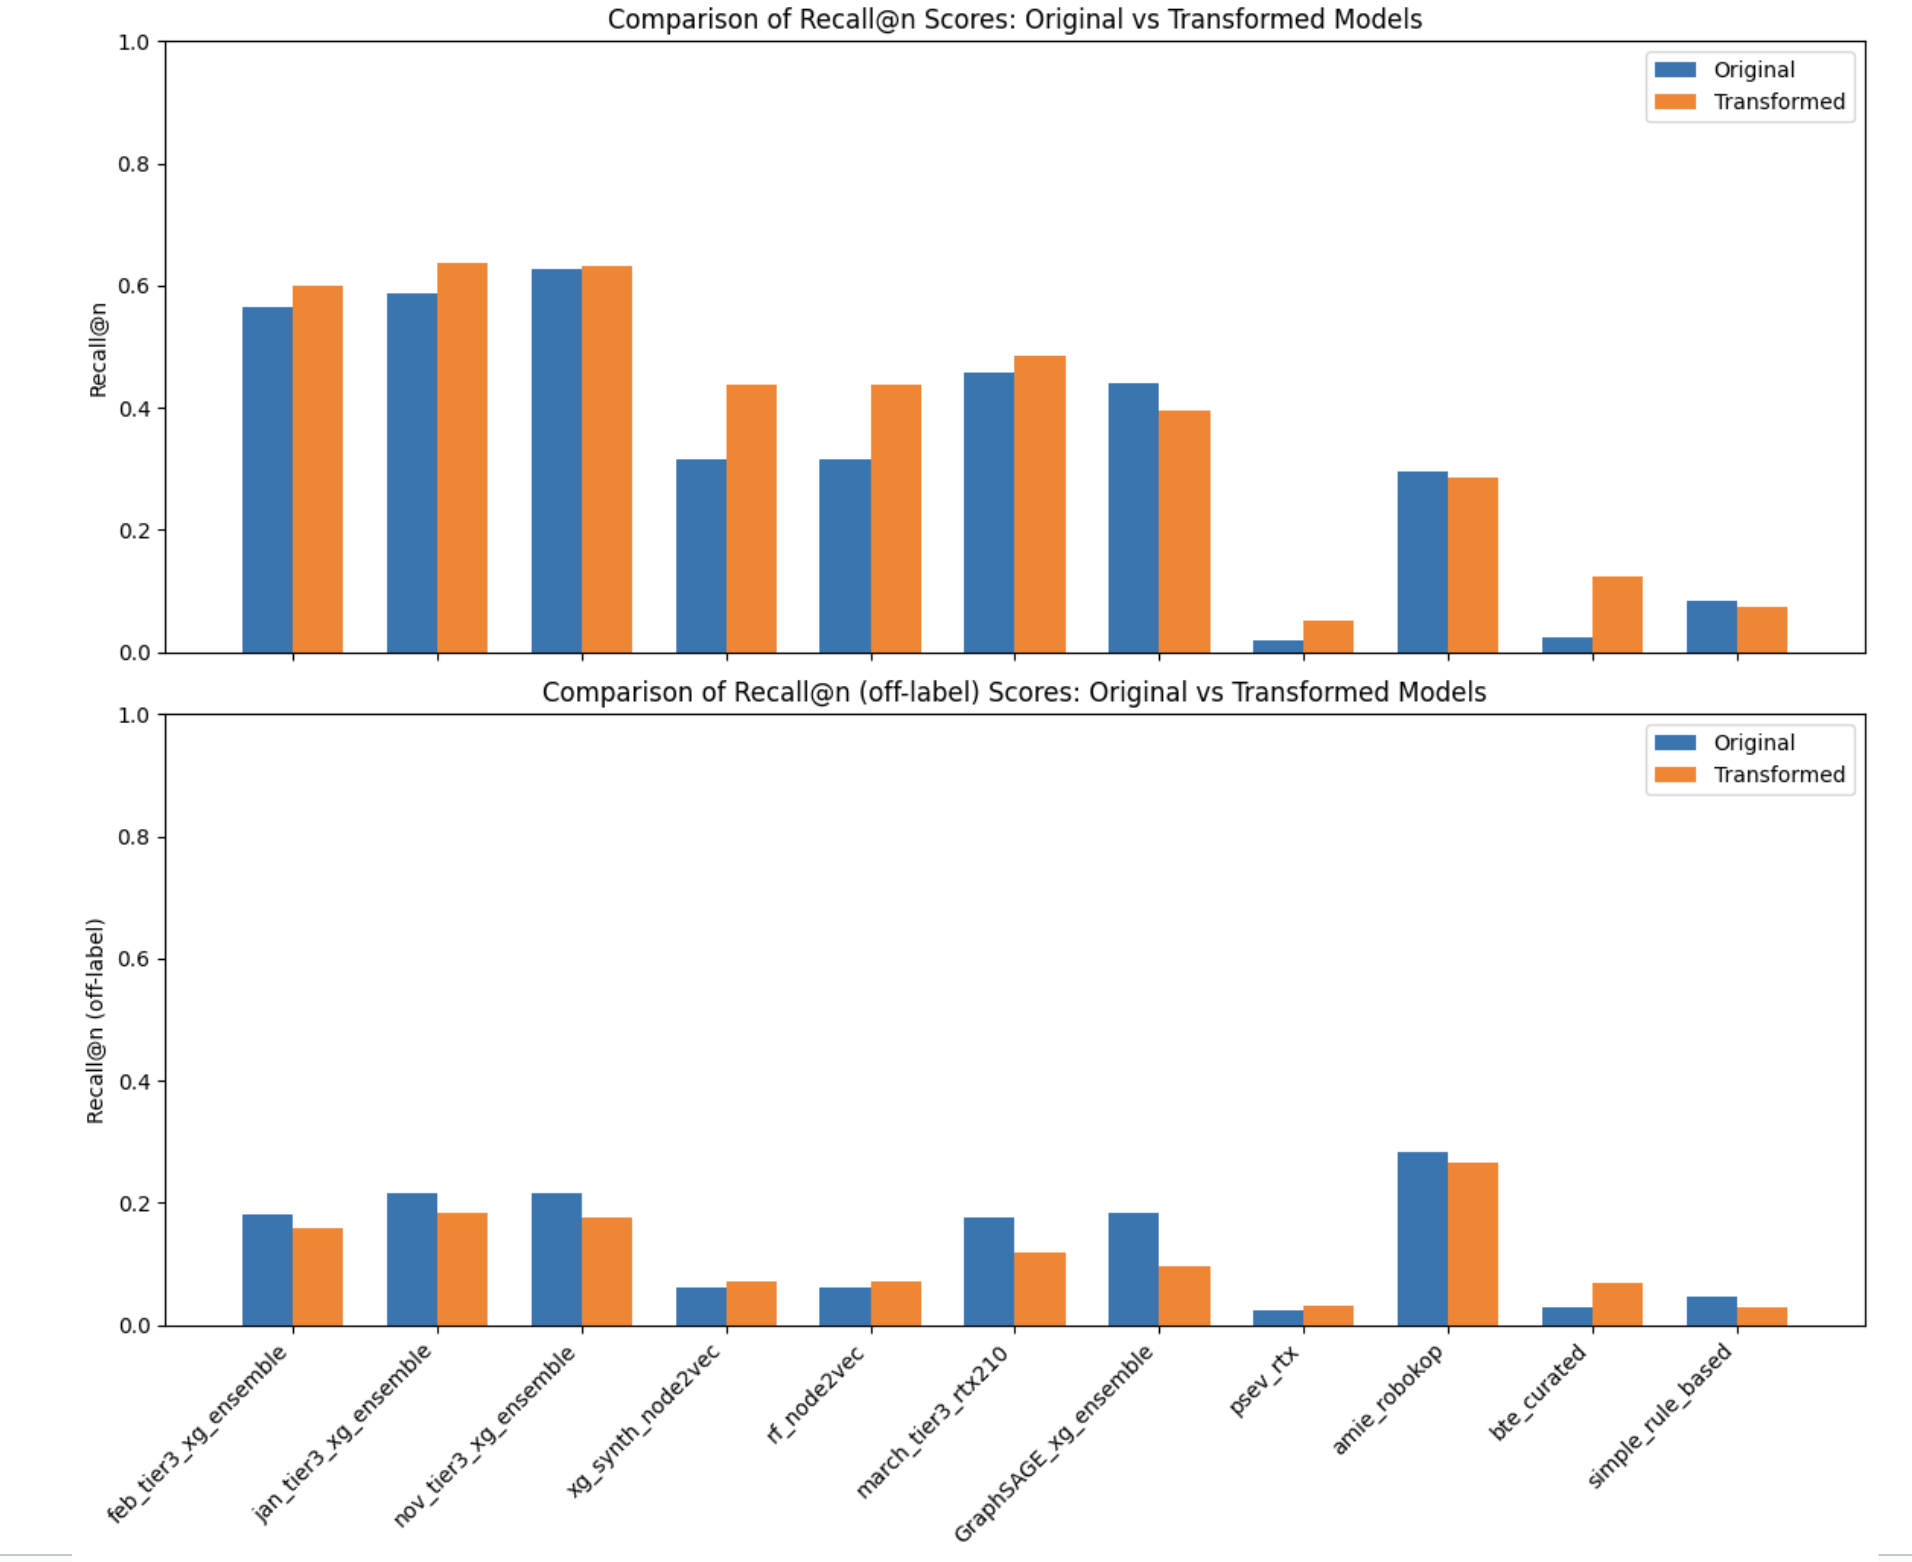 Comparison of Recall@n Scores: Original vs Transformed Models
1.0
0.8
0.6
0.4
0.2
0.0
Recall@n
Original
Transformed
Comparison of Recall@n (off-label) Scores: Original vs Transformed Models
1.0
0.8
0.6
0.4
0.2
0.0
Recall@n (off-label)
Original
Transformed
feb_tier3_xg_ensemble
jan_tier3_xg_ensemble
nov_tier3_xg_ensemble
xg_synth_node2vec
rf_node2vec
march_tier3_rtx210
GraphSAGE_xg_ensemble
psev_rtx
amie_robokop
bte_curated
simple_rule_based